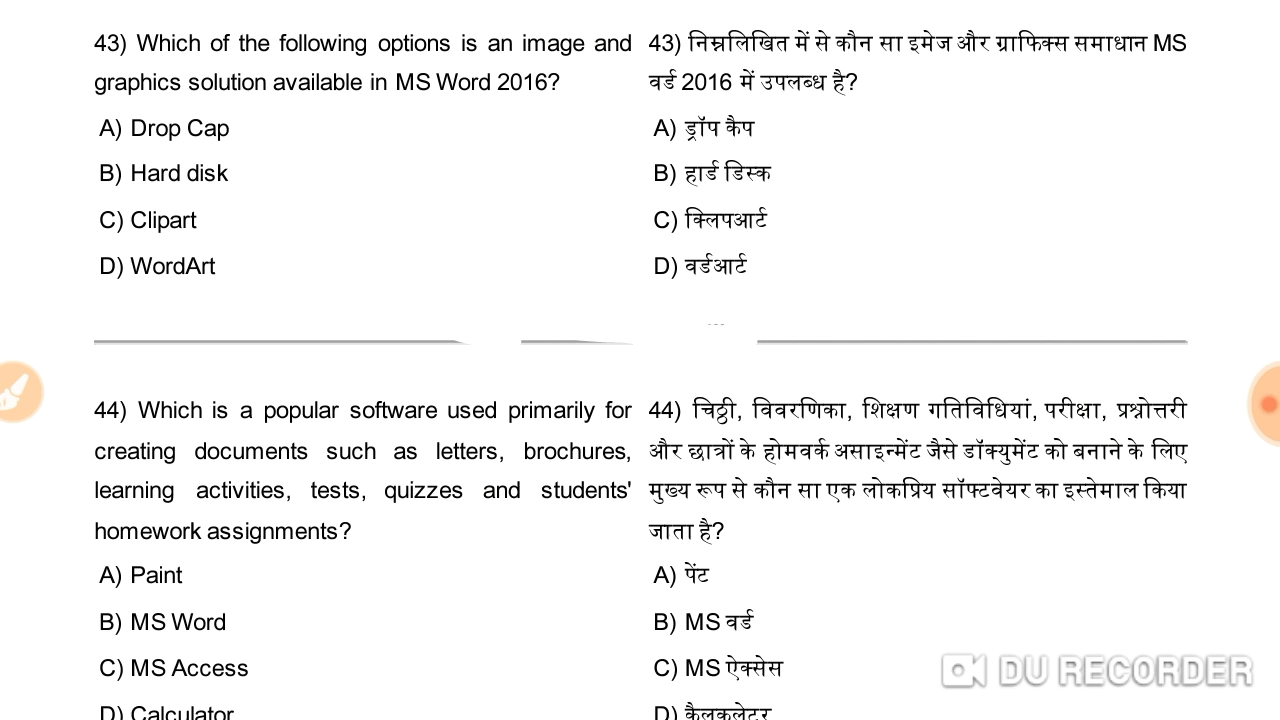 43) Which of the following options is an image and
graphics solution available in MS Word 2016?
A) Drop Cap
B) Hard disk
C) Clipart
D) WordArt
43) निम्नलिखित में से कौन सा इमेज और ग्राफिक्स समाधान MS
वर्ड 2016 में उपलब्ध है?
A) ड्रॉप कैप
B) हार्ड डिस्क
C) क्लिपआर्ट
D) वर्डआर्ट
44) Which is a popular software used primarily for
creating documents such as letters, brochures,
learning activities, tests, quizzes and students'
homework assignments?
A) Paint
B) MS Word
C) MS Access
D) Calculator
44) चिठ्ठी, विवरणिका, शिक्षण गतिविधियां, परीक्षा, प्रश्नोत्तरी
और छात्रों के होमवर्क असाइन्मेंट जैसे डॉक्युमेंट को बनाने के लिए
मुख्य रूप से कौन सा एक लोकप्रिय सॉफ्टवेयर का इस्तेमाल किया
जाता है?
A) पेंट
B) MS वर्ड
C) MS ऐक्सेस
D) कैलकुलेटर
DU RECORDER